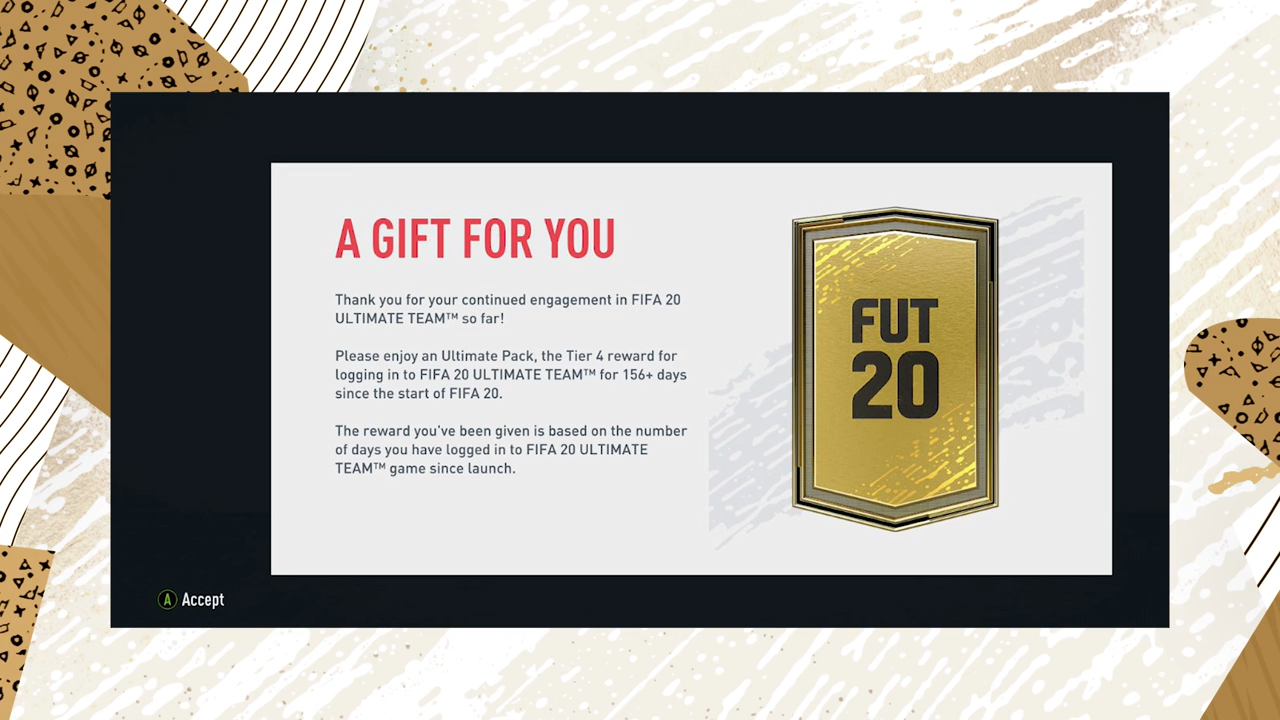 A GIFT FOR YOU
Thank you for your continued engagement in FIFA 20
ULTIMATE TEAM™ so far!
Please enjoy an Ultimate Pack, the Tier 4 reward for
logging in to FIFA 20 ULTIMATE TEAM™ for 156+ days
since the start of FIFA 20.
The reward you've been given is based on the number
of days you have logged in to FIFA 20 ULTIMATE
TEAM™ game since launch.
FUT
20
A Accept